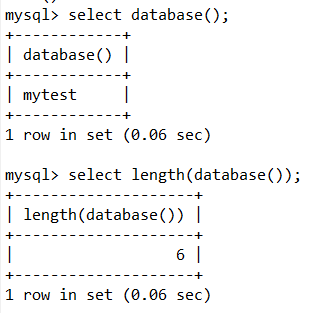 mysql> select database();
+------------+
| database() |
+------------+
| mytest     |
+------------+
1 row in set (0.06 sec)
mysql> select length(database());
+--------------------+
| length(database()) |
+--------------------+
|                  6 |
+--------------------+
1 row in set (0.06 sec)